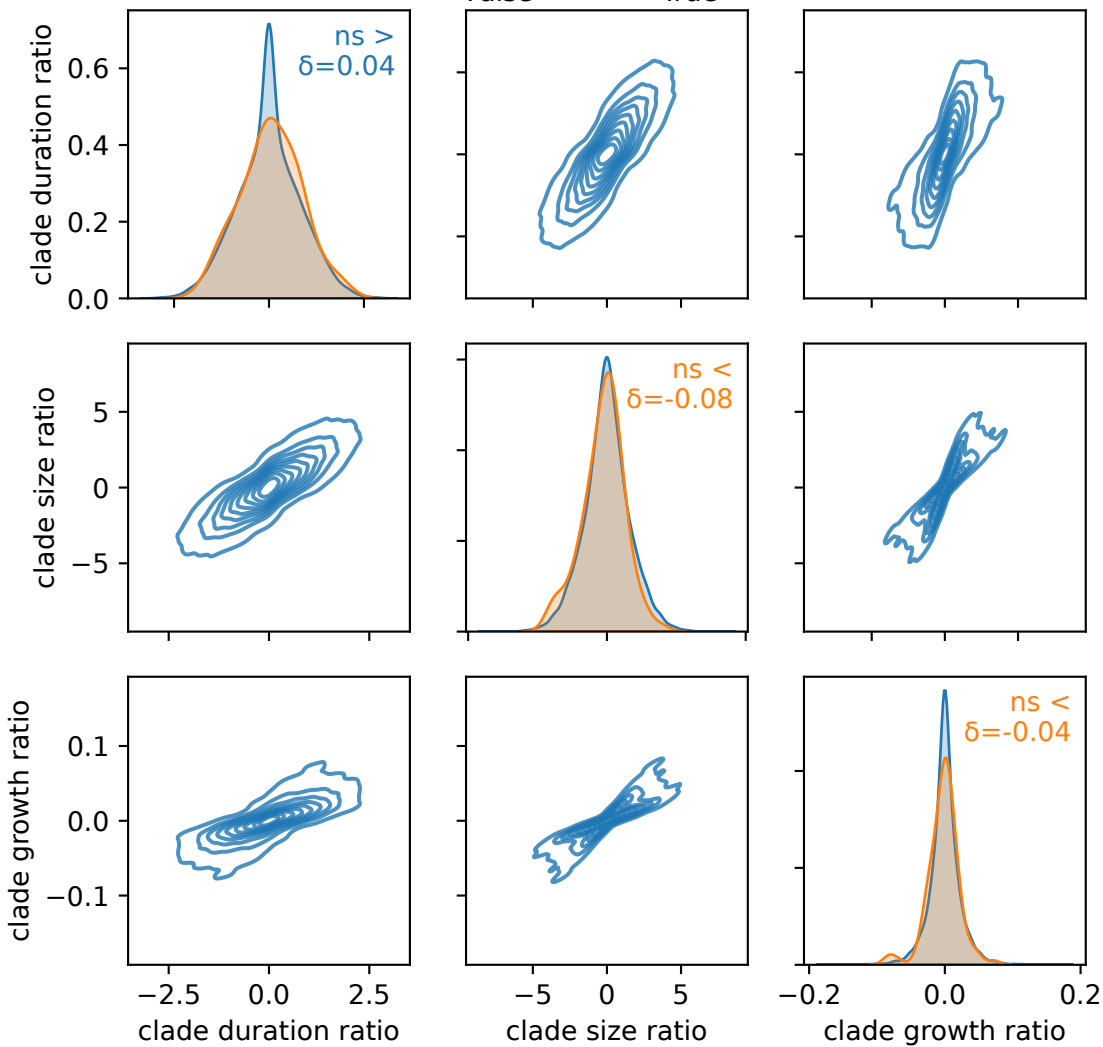 clade duration ratio
0.6
0.4
0.2
0.0
ns >
δ=0.04
clade size ratio
5
0
−5
ns <
δ=-0.08
clade growth ratio
0.1
0.0
−0.1
ns <
δ=-0.04
−2.5 0.0 2.5
−5 0 5
−0.2 0.0 0.2
clade duration ratio
clade size ratio
clade growth ratio